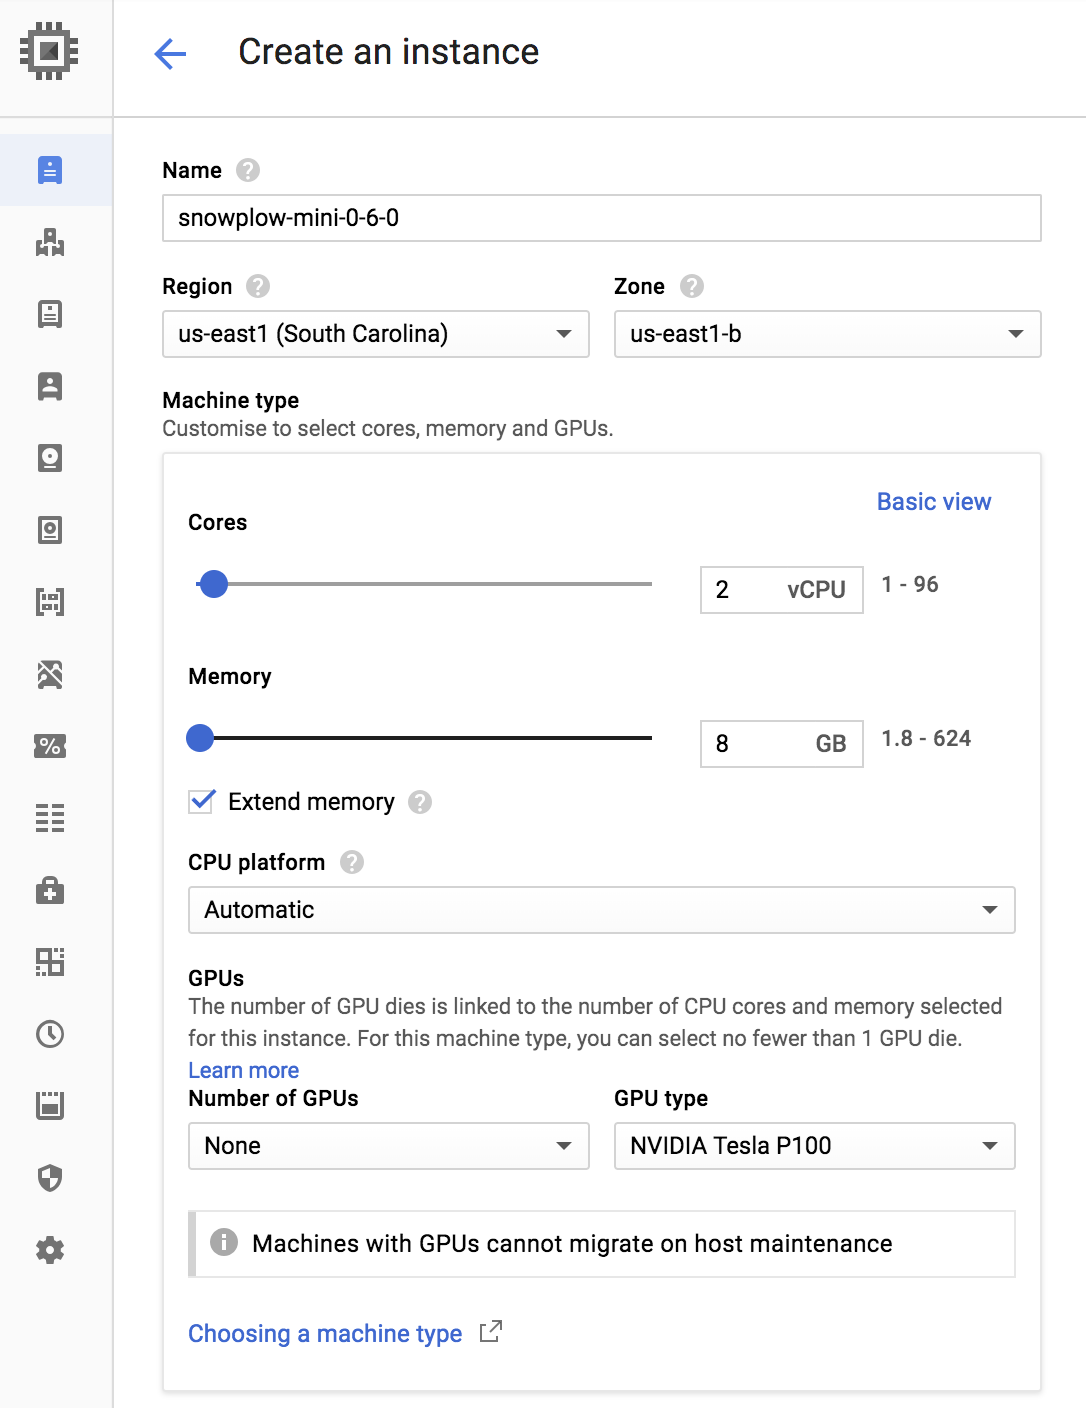 Create an instance
Name
snowplow-mini-0-6-0
Region
Zone
us-east1 (South Carolina)
us-east1-b
Machine type
Customise to select cores, memory and GPUs.
Basic view
Cores
2 vCPU 1 - 96
Memory
8 GB 1.8 - 624
Extend memory
CPU platform
Automatic
GPUs
The number of GPU dies is linked to the number of CPU cores and memory selected
for this instance. For this machine type, you can select no fewer than 1 GPU die.
Learn more
Number of GPUs
GPU type
None
NVIDIA Tesla P100
Machines with GPUs cannot migrate on host maintenance
Choosing a machine type